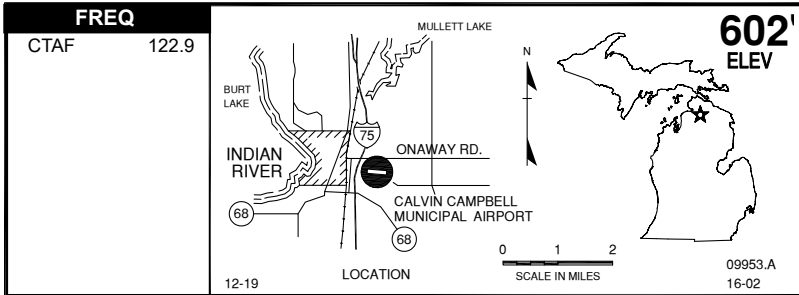 FREQ
CTAF 122.9
MULLETT LAKE
BURT
LAKE
75
INDIAN
RIVER
ONAWAY RD.
CALVIN CAMPBELL
MUNICIPAL AIRPORT
68
68
N
602'
ELEV
0 1 2
SCALE IN MILES
LOCATION
12-19
09953.A
16-02